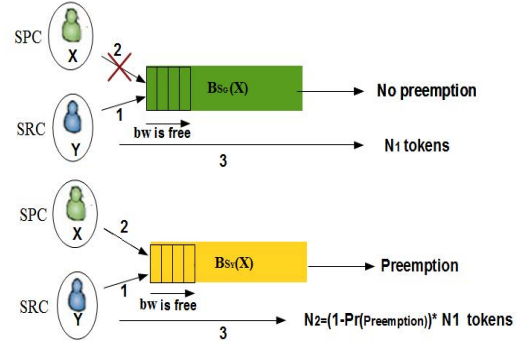 SPC
X
2
BSG(X)
No preemption
SRC
Y
1
bw is free
3
N1 tokens
SPC
X
2
BSY(X)
Preemption
SRC
Y
1
bw is free
3
N2=(1-Pr(Preemption))* N1 tokens